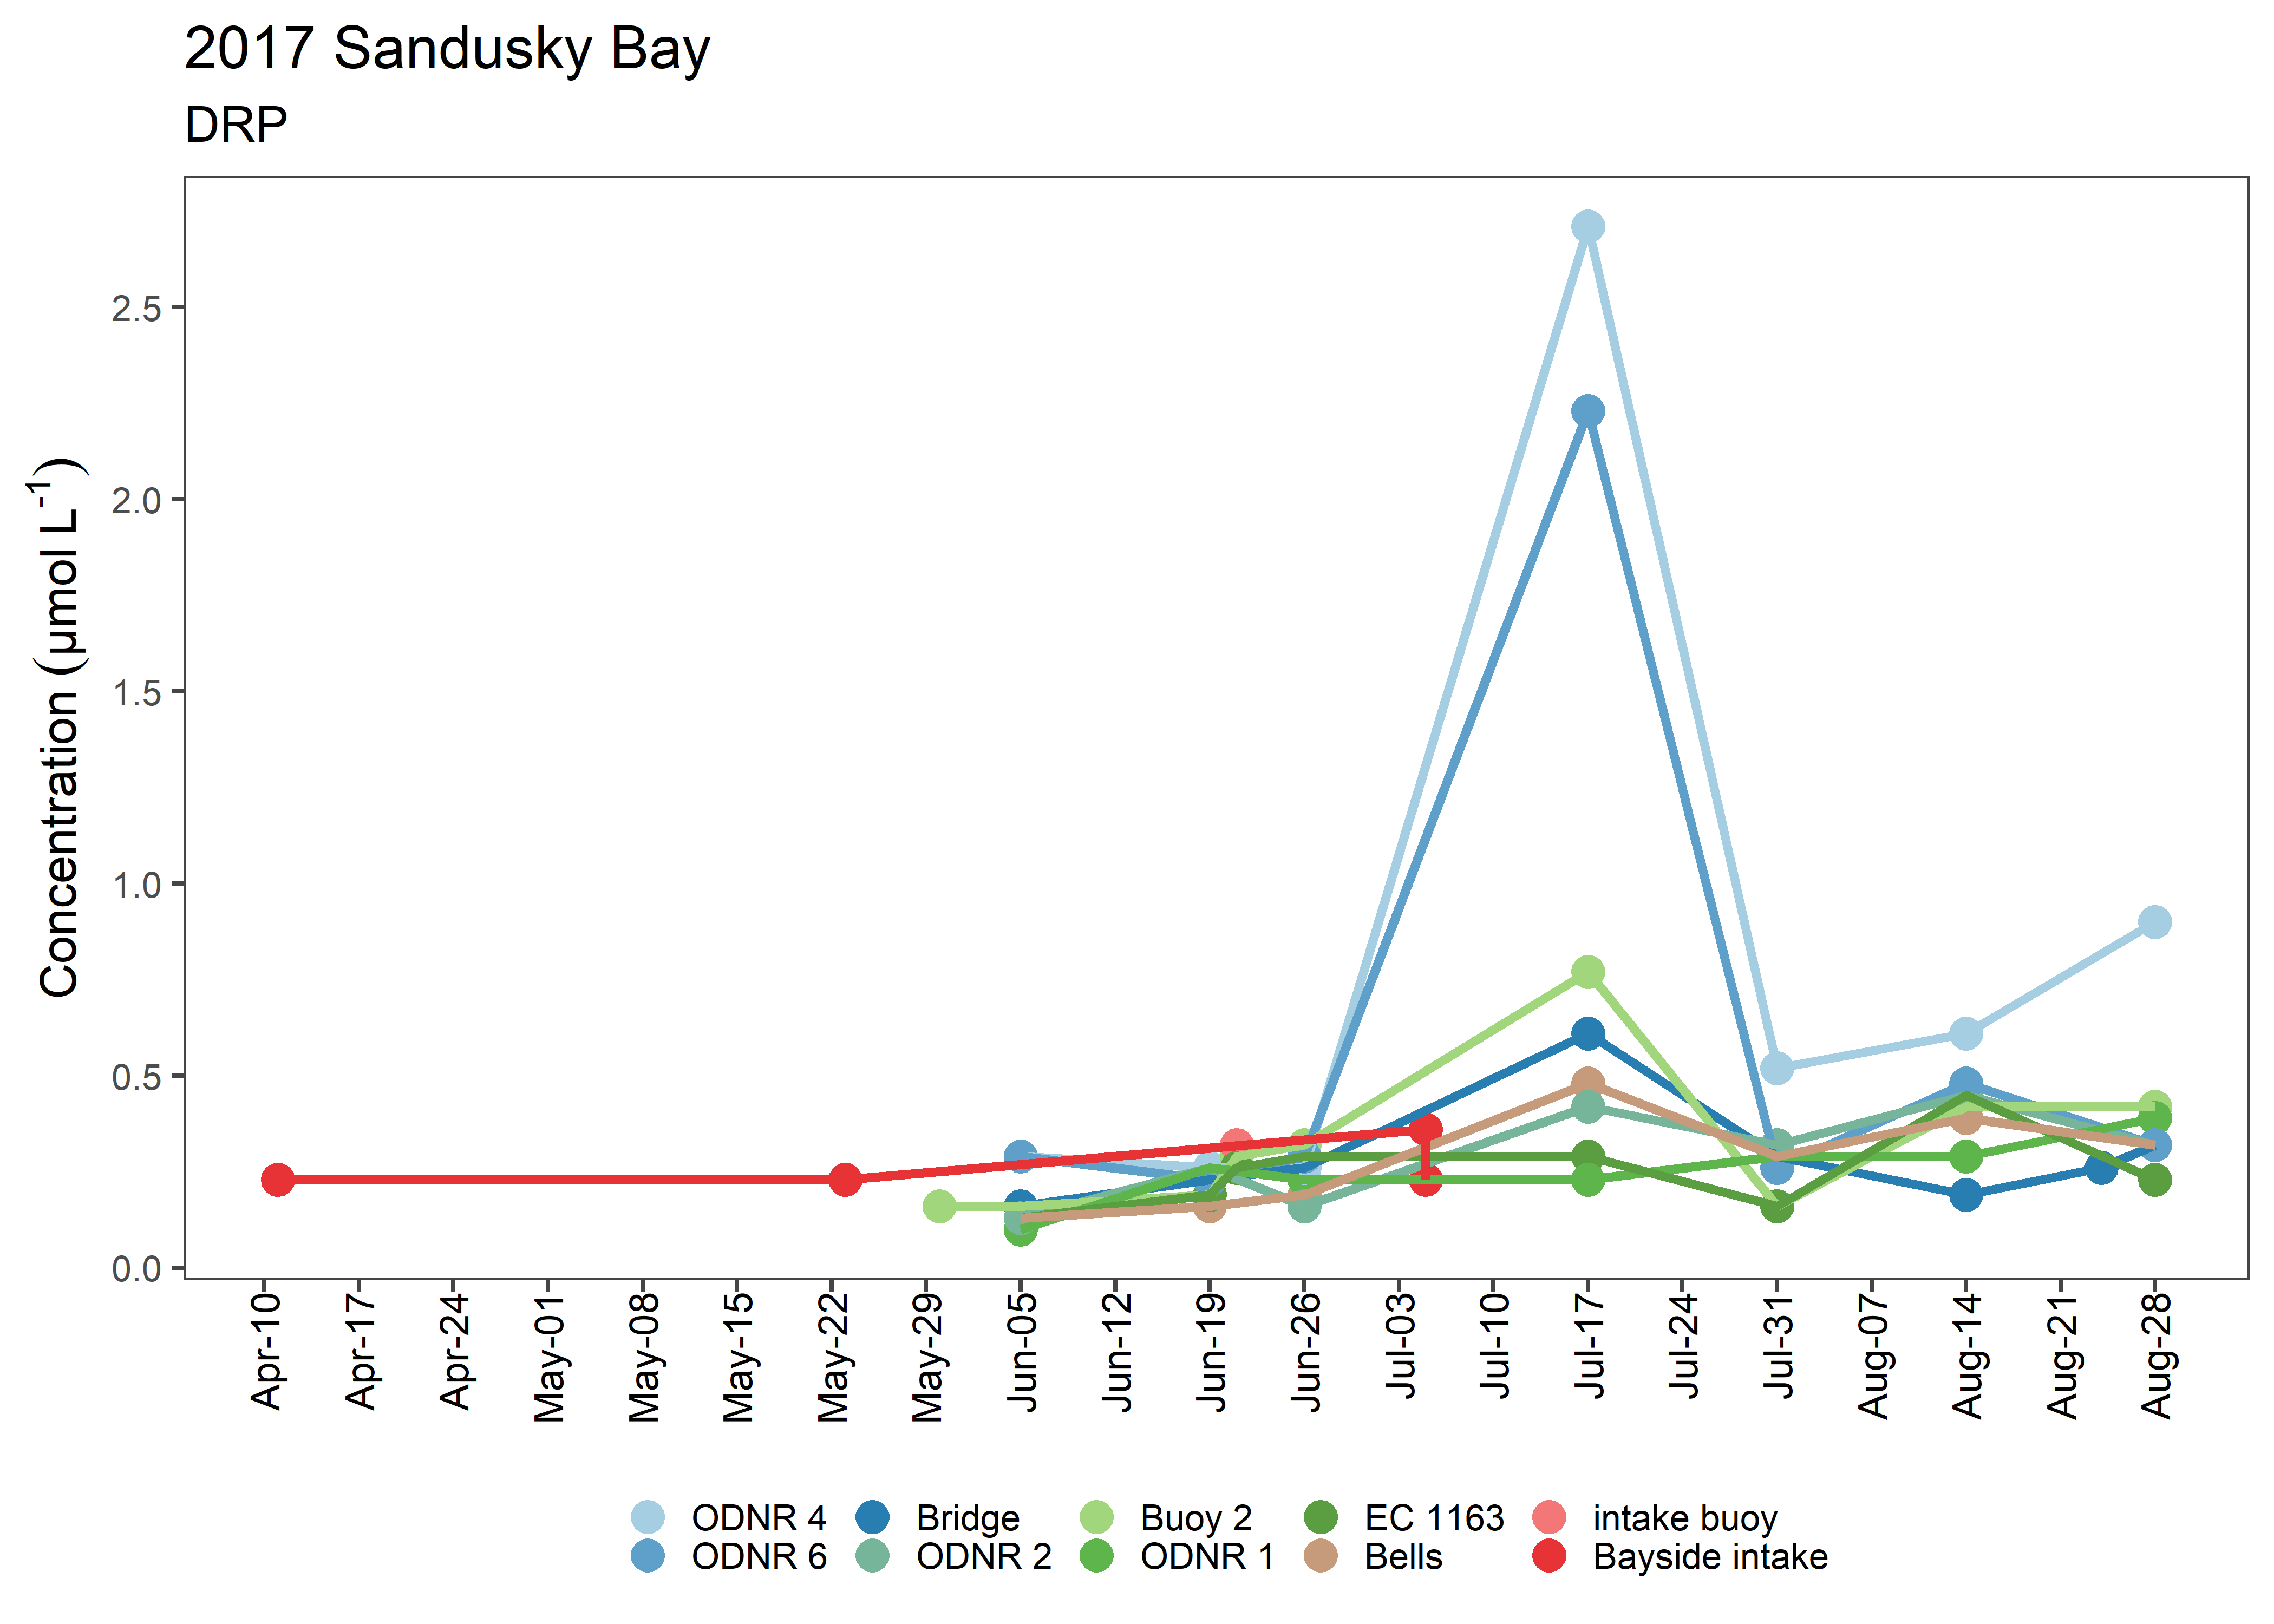 2017 Sandusky Bay
DRP
Concentration (µmol L⁻¹)
2.5
2.0
1.5
1.0
0.5
0.0
Apr-10
Apr-17
Apr-24
May-01
May-08
May-15
May-22
May-29
Jun-05
Jun-12
Jun-19
Jun-26
Jul-03
Jul-10
Jul-17
Jul-24
Jul-31
Aug-07
Aug-14
Aug-21
Aug-28
ODNR 4 Bridge Buoy 2 EC 1163 intake buoy
ODNR 6 ODNR 2 ODNR 1 Bells Bayside intake